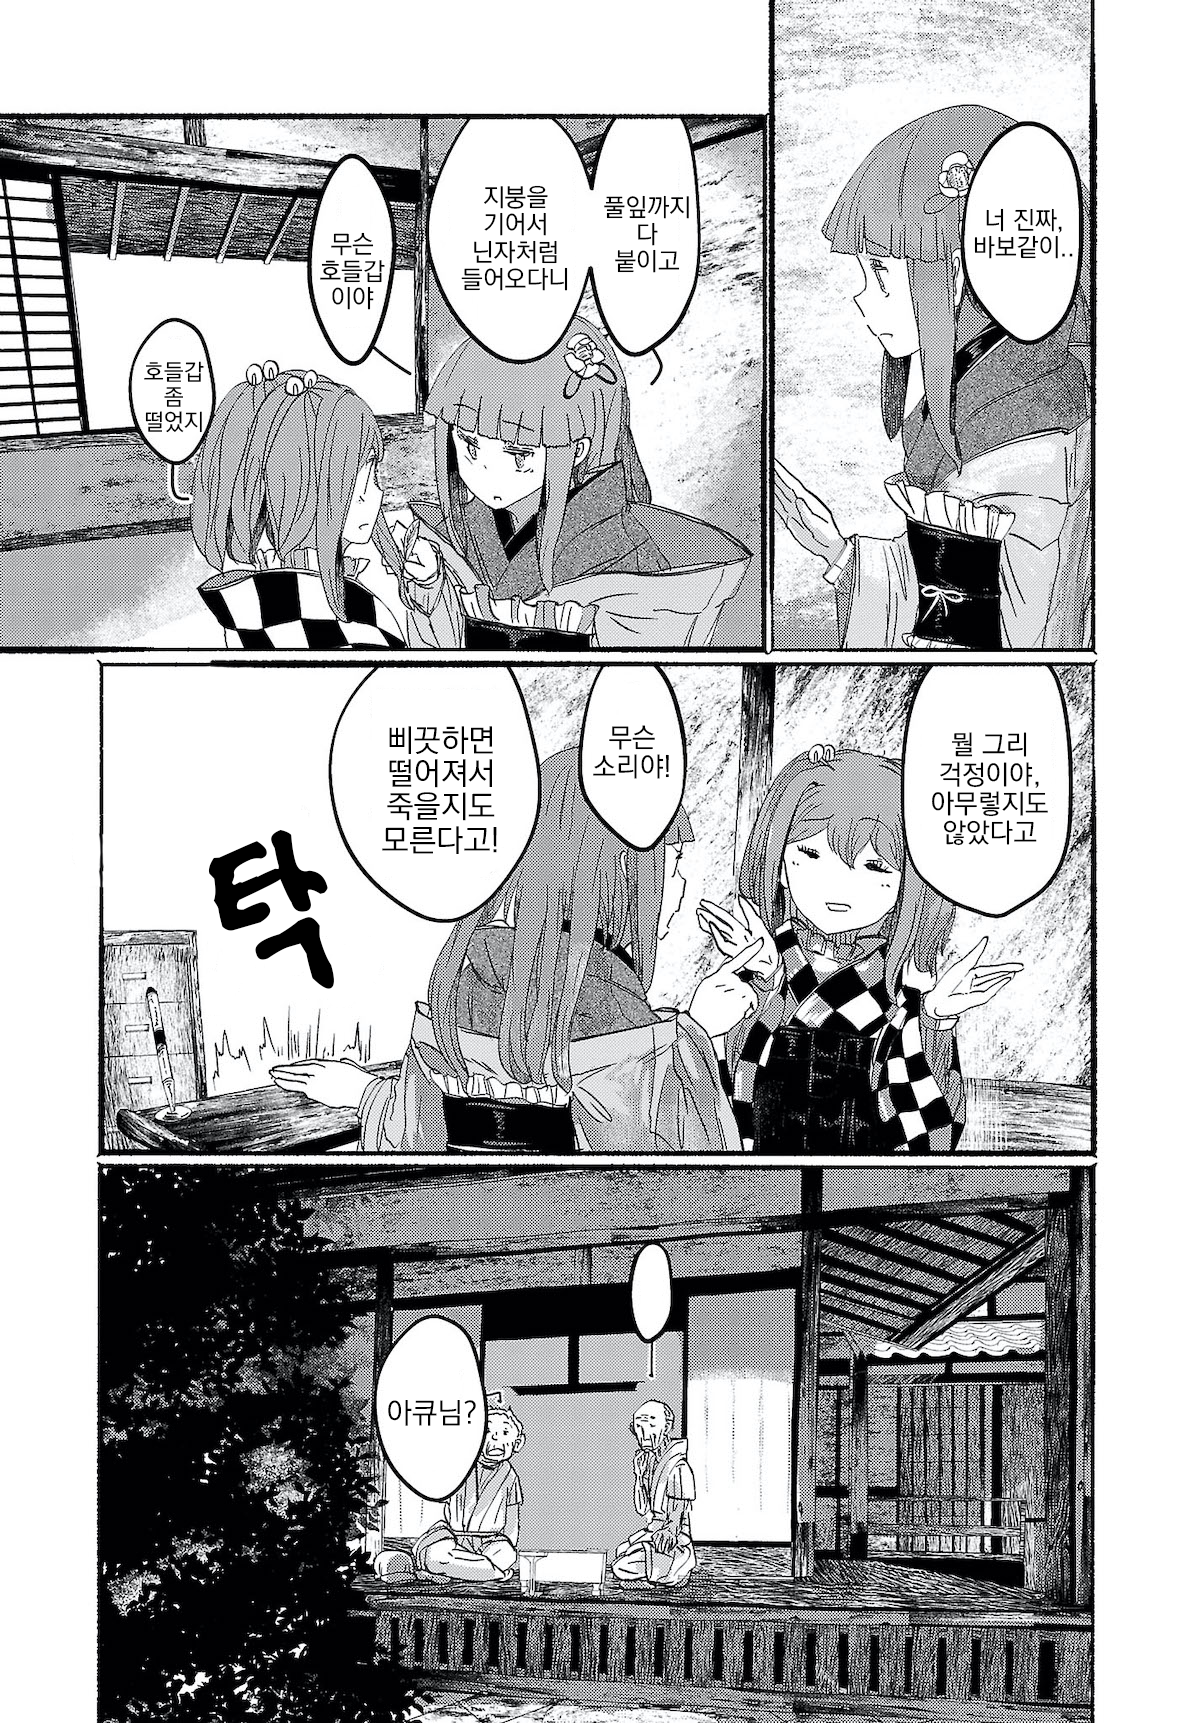 너 진짜,
바보같이..
풀잎까지
다
붙이고
지붕을
기어서
닌자처럼
들어오다니
무슨
호들갑
이야
호들갑
좀
떨었지
뭘 그리
걱정이야,
아무렇지도
않았다고
무슨
소리야!
삐끗하면
떨어져서
죽을지도
모른다고!
탁
아큐님?